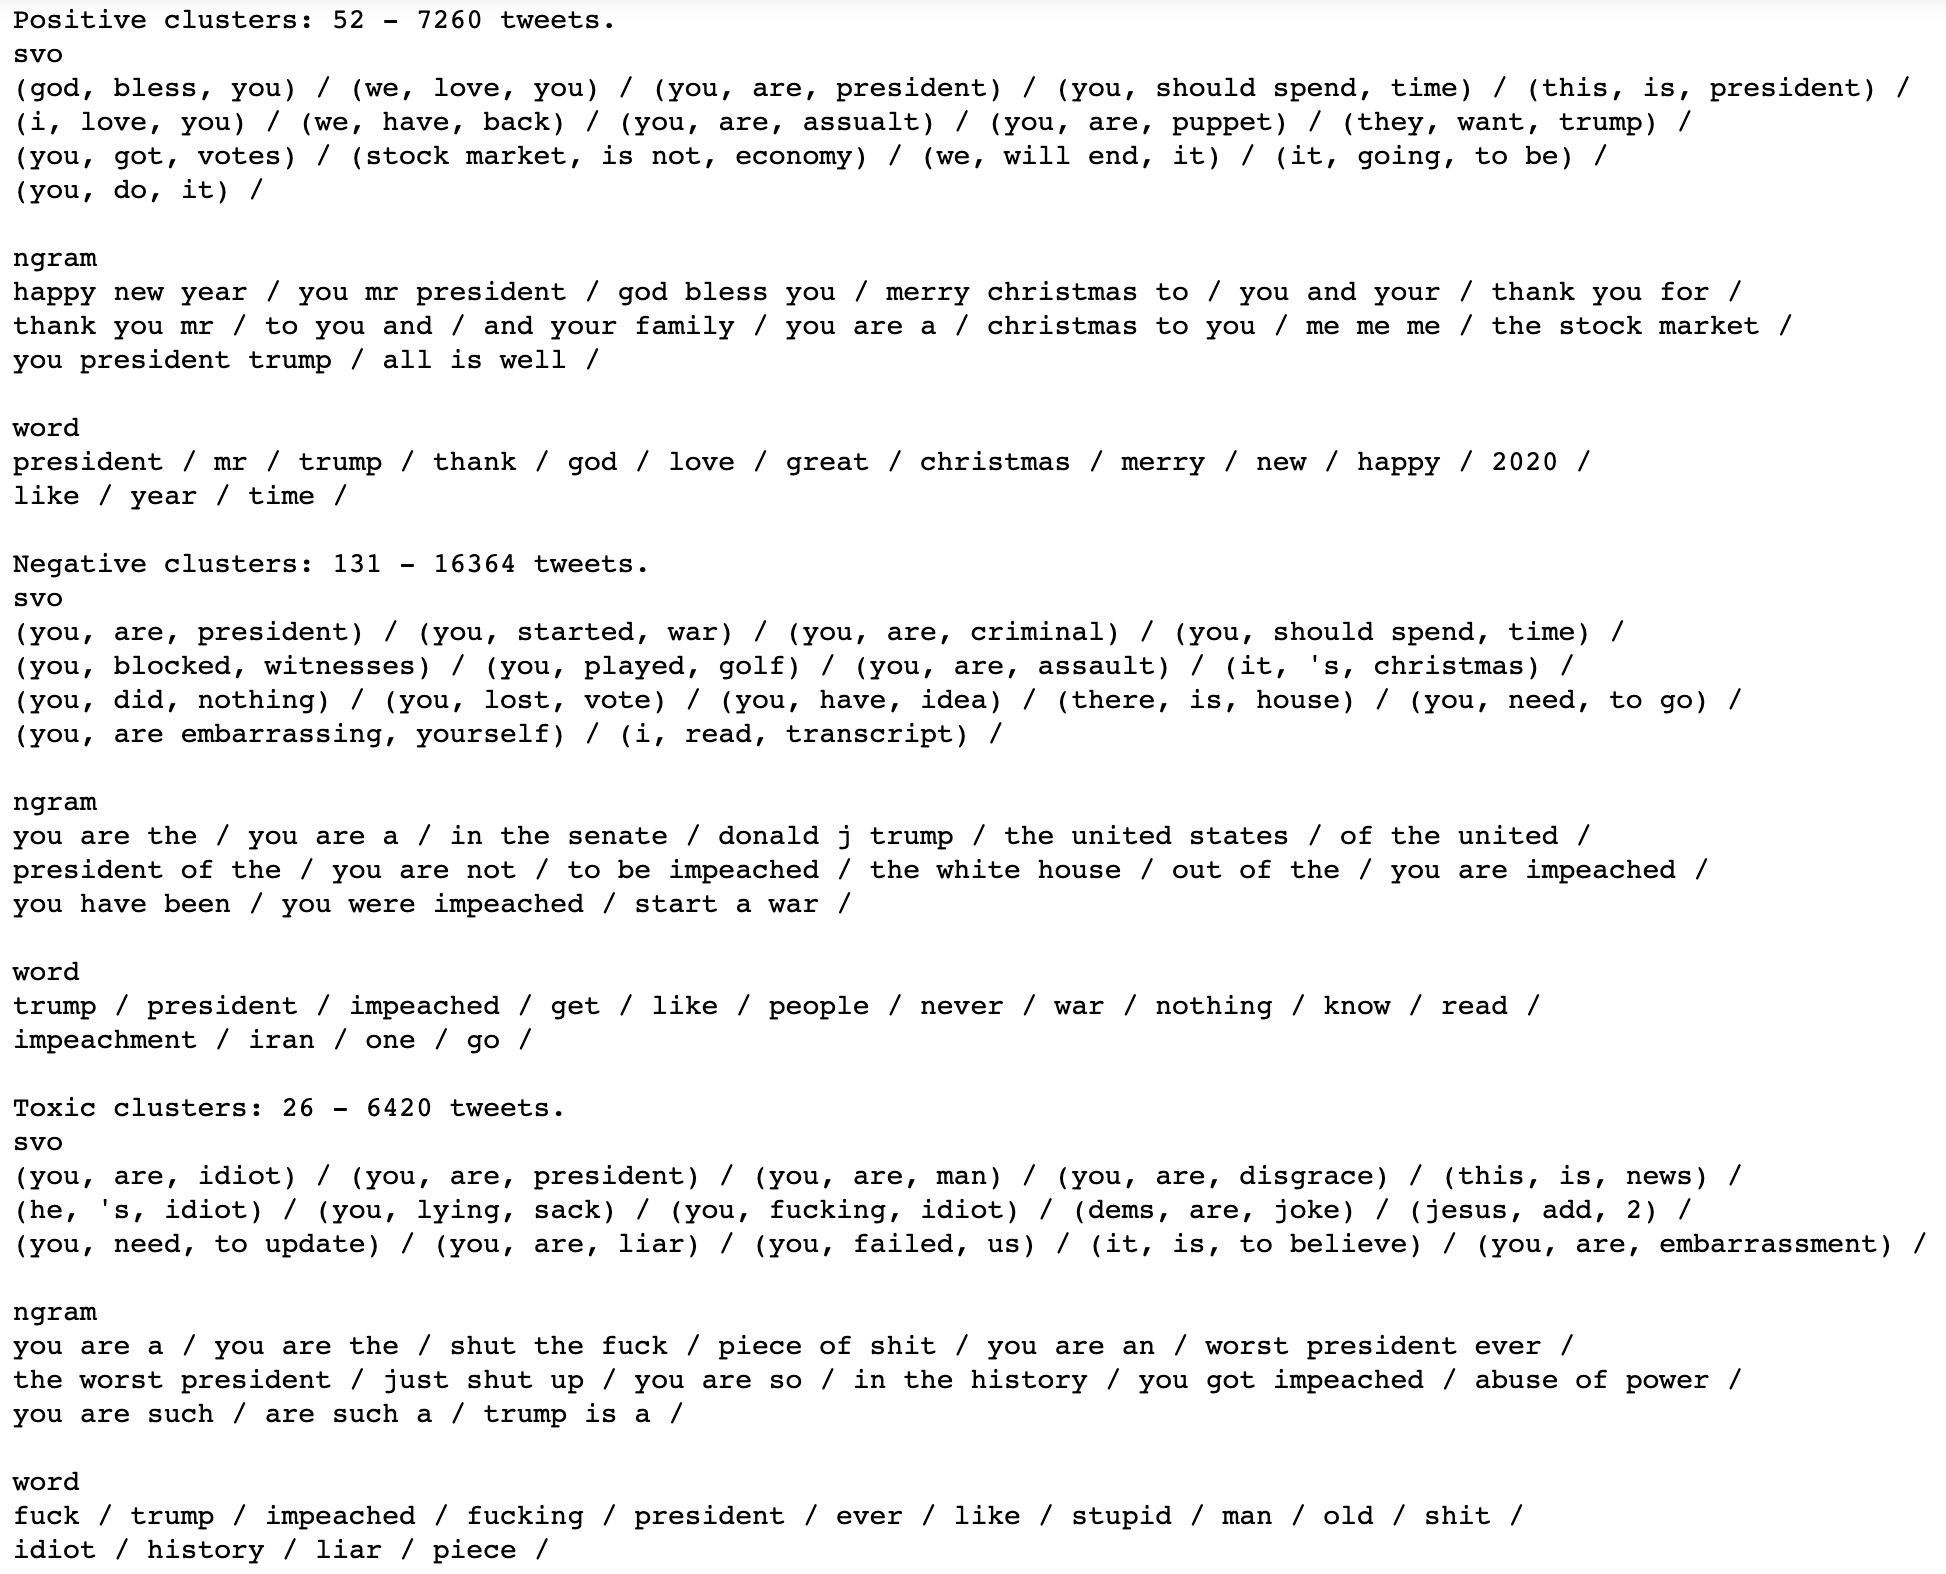 Positive clusters: 52 - 7260 tweets.
svo
(god, bless, you) / (we, love, you) / (you, are, president) / (you, should spend, time) / (this, is, president) /
(i, love, you) / (we, have, back) / (you, are, assualt) / (you, are, puppet) / (they, want, trump) /
(you, got, votes) / (stock market, is not, economy) / (we, will end, it) / (it, going, to be) /
(you, do, it) /

ngram
happy new year / you mr president / god bless you / merry christmas to / you and your / thank you for /
thank you mr / to you and / and your family / you are a / christmas to you / me me me / the stock market /
you president trump / all is well /

word
president / mr / trump / thank / god / love / great / christmas / merry / new / happy / 2020 /
like / year / time /

Negative clusters: 131 - 16364 tweets.
svo
(you, are, president) / (you, started, war) / (you, are, criminal) / (you, should spend, time) /
(you, blocked, witnesses) / (you, played, golf) / (you, are, assault) / (it, 's, christmas) /
(you, did, nothing) / (you, lost, vote) / (you, have, idea) / (there, is, house) / (you, need, to go) /
(you, are embarrassing, yourself) / (i, read, transcript) /

ngram
you are the / you are a / in the senate / donald j trump / the united states / of the united /
president of the / you are not / to be impeached / the white house / out of the / you are impeached /
you have been / you were impeached / start a war /

word
trump / president / impeached / get / like / people / never / war / nothing / know / read /
impeachment / iran / one / go /

Toxic clusters: 26 - 6420 tweets.
svo
(you, are, idiot) / (you, are, president) / (you, are, man) / (you, are, disgrace) / (this, is, news) /
(he, 's, idiot) / (you, lying, sack) / (you, fucking, idiot) / (dems, are, joke) / (jesus, add, 2) /
(you, need, to update) / (you, are, liar) / (you, failed, us) / (it, is, to believe) / (you, are, embarrassment) /

ngram
you are a / you are the / shut the fuck / piece of shit / you are an / worst president ever /
the worst president / just shut up / you are so / in the history / you got impeached / abuse of power /
you are such / are such a / trump is a /

word
fuck / trump / impeached / fucking / president / ever / like / stupid / man / old / shit /
idiot / history / liar / piece /